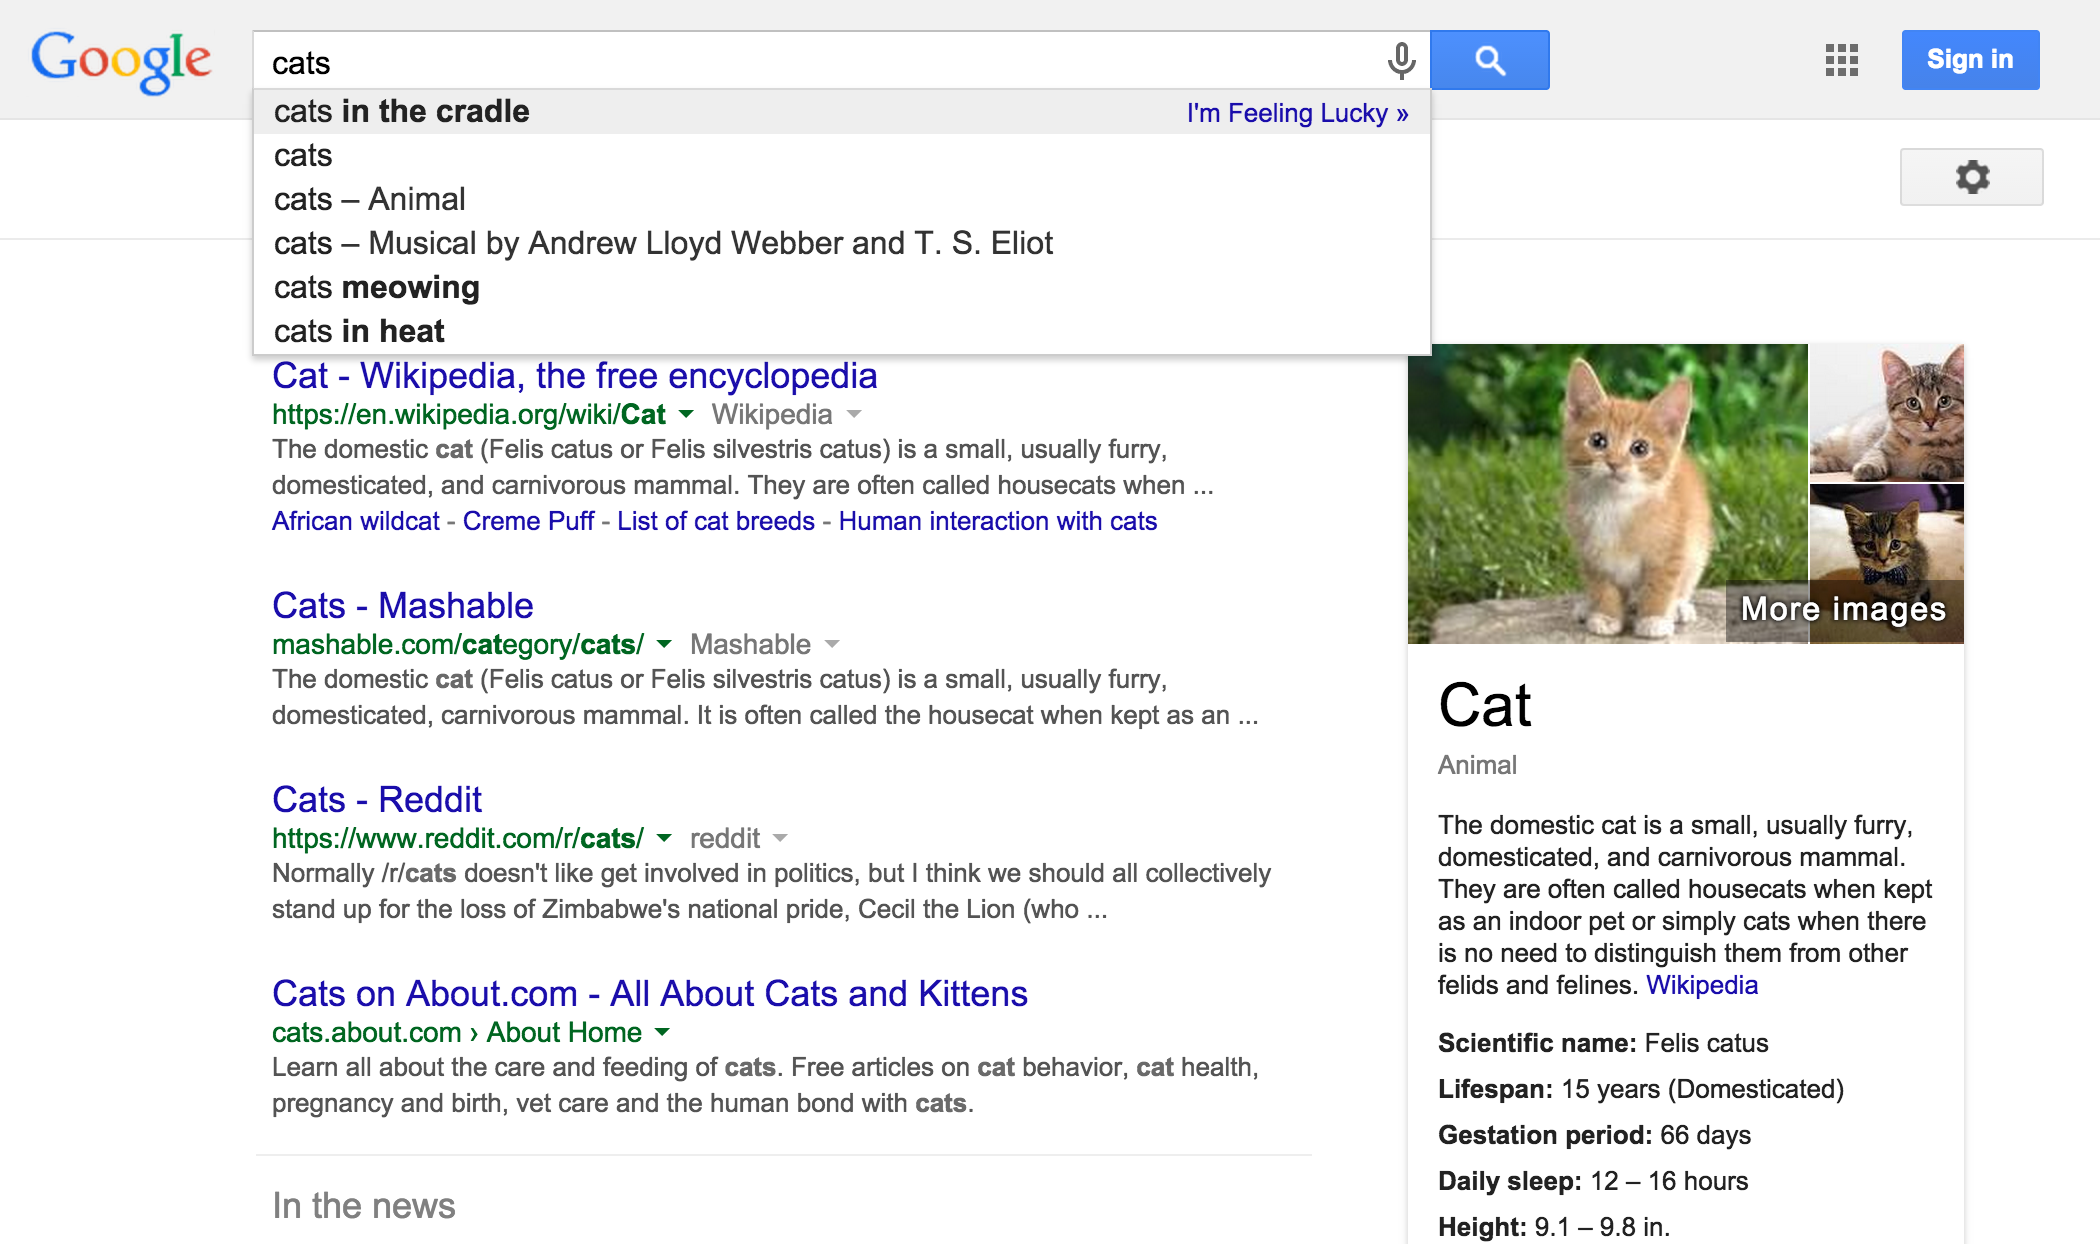 Google
cats
Sign in
cats in the cradle
I'm Feeling Lucky »
cats
cats – Animal
cats – Musical by Andrew Lloyd Webber and T. S. Eliot
cats meowing
cats in heat
Cat - Wikipedia, the free encyclopedia
https://en.wikipedia.org/wiki/Cat Wikipedia
The domestic cat (Felis catus or Felis silvestris catus) is a small, usually furry,
domesticated, and carnivorous mammal. They are often called housecats when ...
African wildcat - Creme Puff - List of cat breeds - Human interaction with cats
Cats - Mashable
mashable.com/category/cats/ Mashable
The domestic cat (Felis catus or Felis silvestris catus) is a small, usually furry,
domesticated, carnivorous mammal. It is often called the housecat when kept as an ...
Cats - Reddit
https://www.reddit.com/r/cats/ reddit
Normally /r/cats doesn't like get involved in politics, but I think we should all collectively
stand up for the loss of Zimbabwe's national pride, Cecil the Lion (who ...
Cats on About.com - All About Cats and Kittens
cats.about.com › About Home
Learn all about the care and feeding of cats. Free articles on cat behavior, cat health,
pregnancy and birth, vet care and the human bond with cats.
In the news
More images
Cat
Animal
The domestic cat is a small, usually furry,
domesticated, and carnivorous mammal.
They are often called housecats when kept
as an indoor pet or simply cats when there
is no need to distinguish them from other
felids and felines. Wikipedia
Scientific name: Felis catus
Lifespan: 15 years (Domesticated)
Gestation period: 66 days
Daily sleep: 12 – 16 hours
Height: 9.1 – 9.8 in.